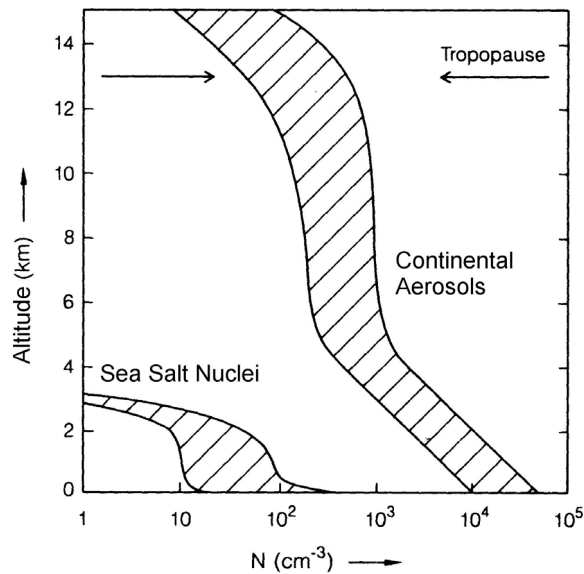 14
12
10
8
6
4
2
0
Altitude (km)
Tropopause
Continental
Aerosols
Sea Salt Nuclei
1
10
10²
10³
10⁴
10⁵
N (cm⁻³)